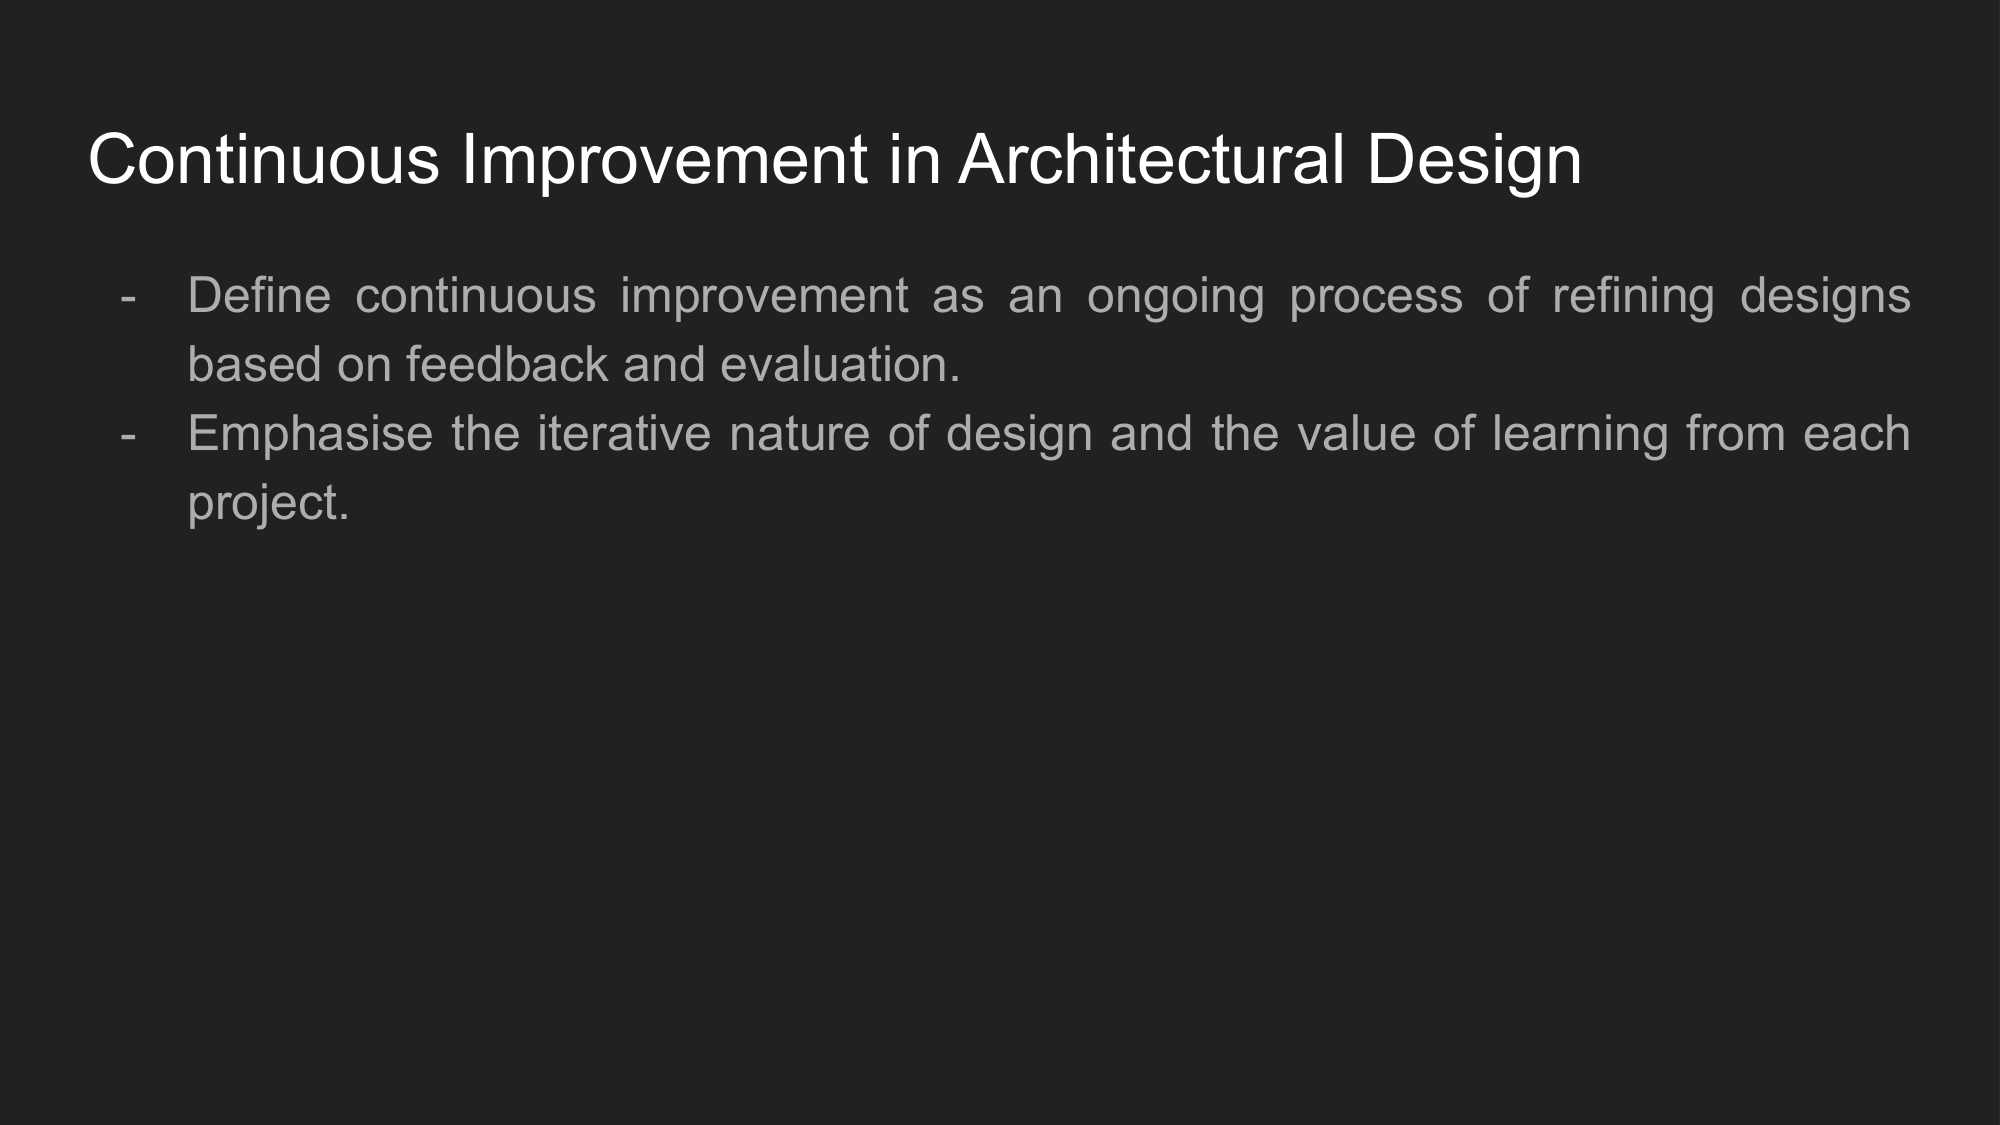 Continuous Improvement in Architectural Design
- Define continuous improvement as an ongoing process of refining designs
based on feedback and evaluation.
- Emphasise the iterative nature of design and the value of learning from each
project.